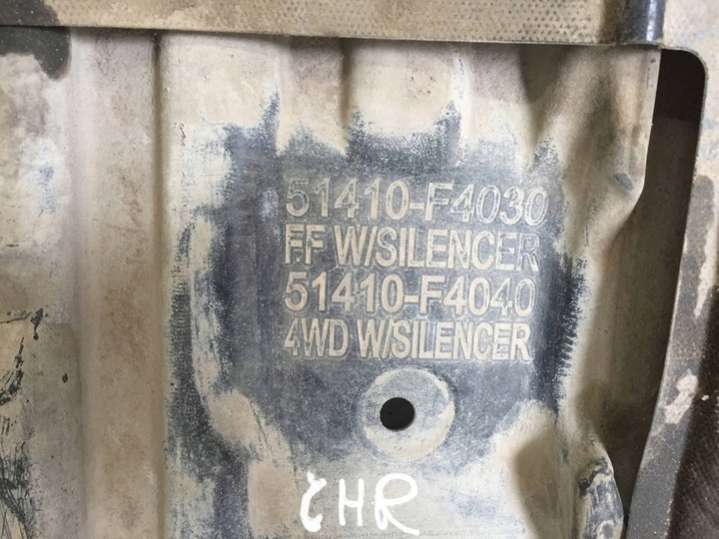 51410-F4030
FF W/SILENCER
51410-F4040
4WD W/SILENCER
CHR